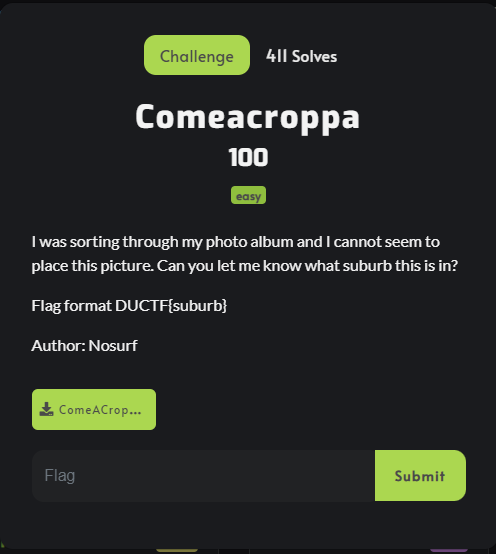 Challenge 411 Solves
Comeacroppa
100
easy
I was sorting through my photo album and I cannot seem to
place this picture. Can you let me know what suburb this is in?
Flag format DUCTF{suburb}
Author: Nosurf
ComeACrop...
Flag Submit